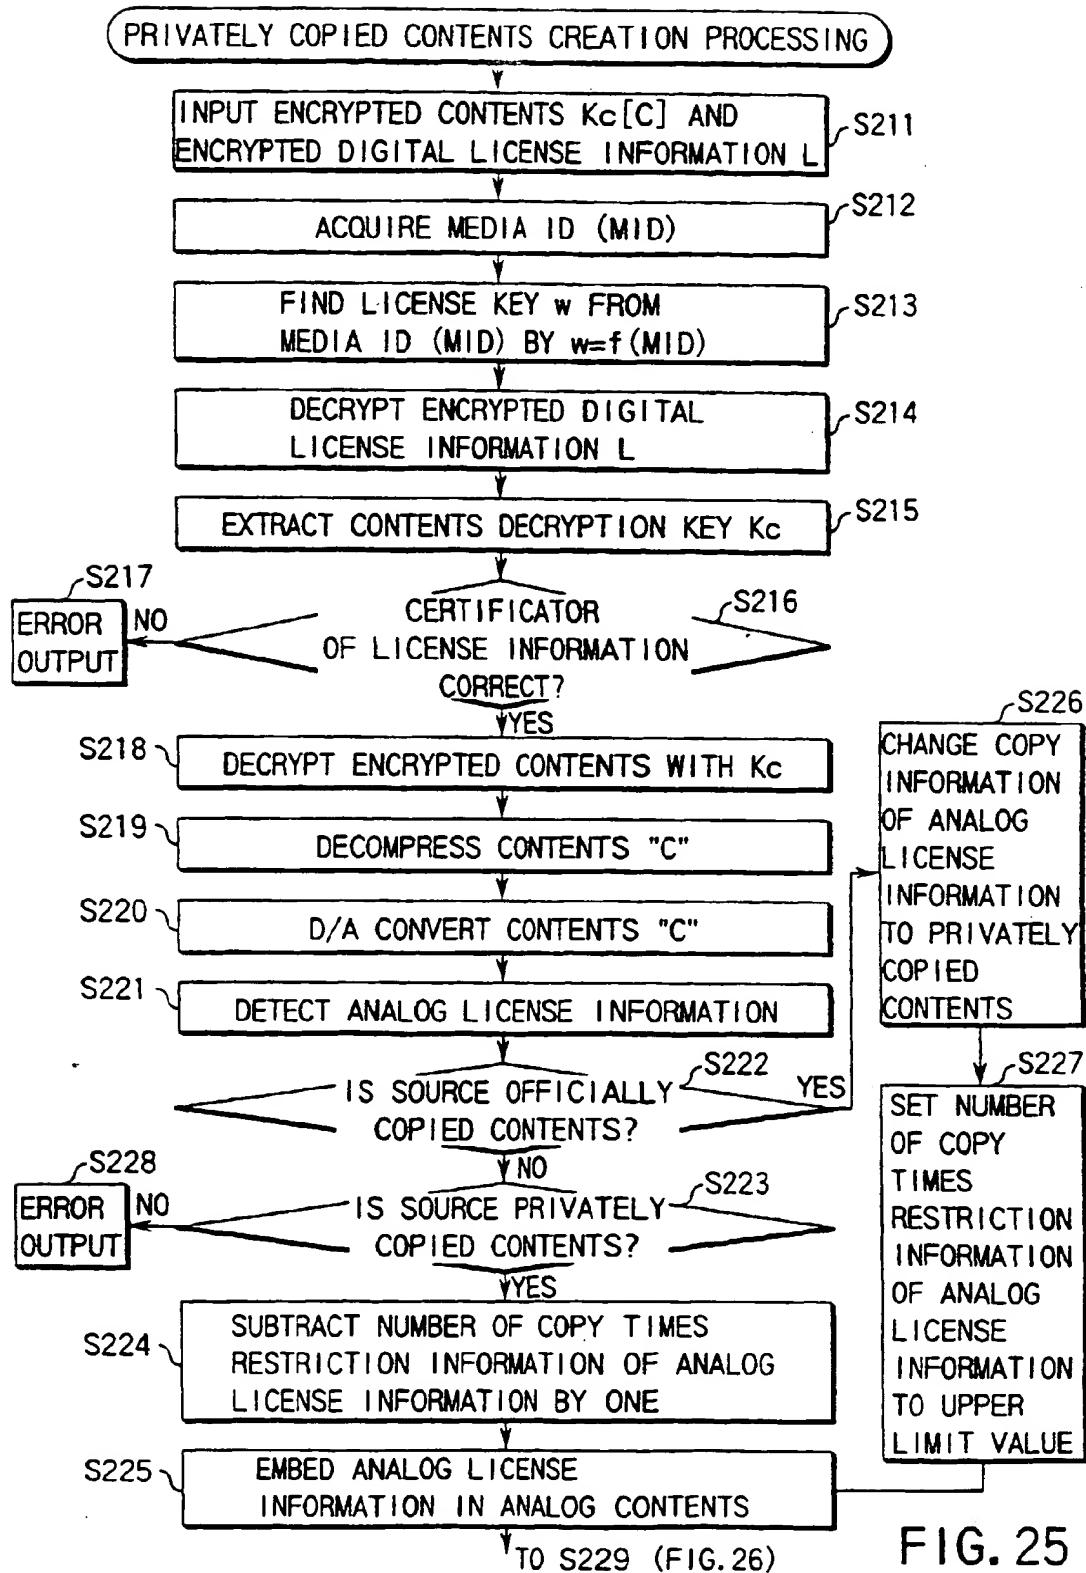 PRIVATELY COPIED CONTENTS CREATION PROCESSING
INPUT ENCRYPTED CONTENTS Kc[C] AND
ENCRYPTED DIGITAL LICENSE INFORMATION L
S211
ACQUIRE MEDIA ID (MID)
S212
FIND LICENSE KEY w FROM
MEDIA ID (MID) BY w=f(MID)
S213
DECRYPT ENCRYPTED DIGITAL
LICENSE INFORMATION L
S214
EXTRACT CONTENTS DECRYPTION KEY Kc
S215
S217
ERROR
OUTPUT
NO
CERTIFICATOR
OF LICENSE INFORMATION
CORRECT?
S216
YES
S218
DECRYPT ENCRYPTED CONTENTS WITH Kc
S219
DECOMPRESS CONTENTS "C"
S220
D/A CONVERT CONTENTS "C"
S221
DETECT ANALOG LICENSE INFORMATION
IS SOURCE OFFICIALLY
COPIED CONTENTS?
S222
YES
NO
S228
ERROR
OUTPUT
NO
IS SOURCE PRIVATELY
COPIED CONTENTS?
S223
YES
S224
SUBTRACT NUMBER OF COPY TIMES
RESTRICTION INFORMATION OF ANALOG
LICENSE INFORMATION BY ONE
S225
EMBED ANALOG LICENSE
INFORMATION IN ANALOG CONTENTS
TO S229 (FIG.26)
S226
CHANGE COPY
INFORMATION
OF ANALOG
LICENSE
INFORMATION
TO PRIVATELY
COPIED
CONTENTS
S227
SET NUMBER
OF COPY
TIMES
RESTRICTION
INFORMATION
OF ANALOG
LICENSE
INFORMATION
TO UPPER
LIMIT VALUE
FIG. 25